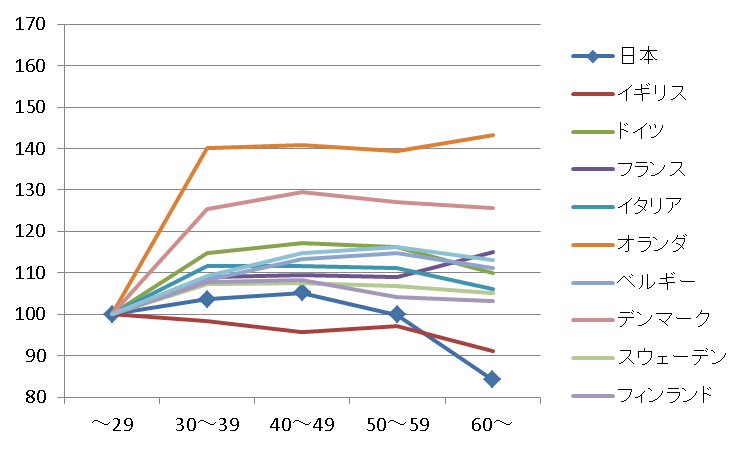 170
160
150
140
130
120
110
100
90
80
～29
30～39
40～49
50～59
60～
日本
イギリス
ドイツ
フランス
イタリア
オランダ
ベルギー
デンマーク
スウェーデン
フィンランド